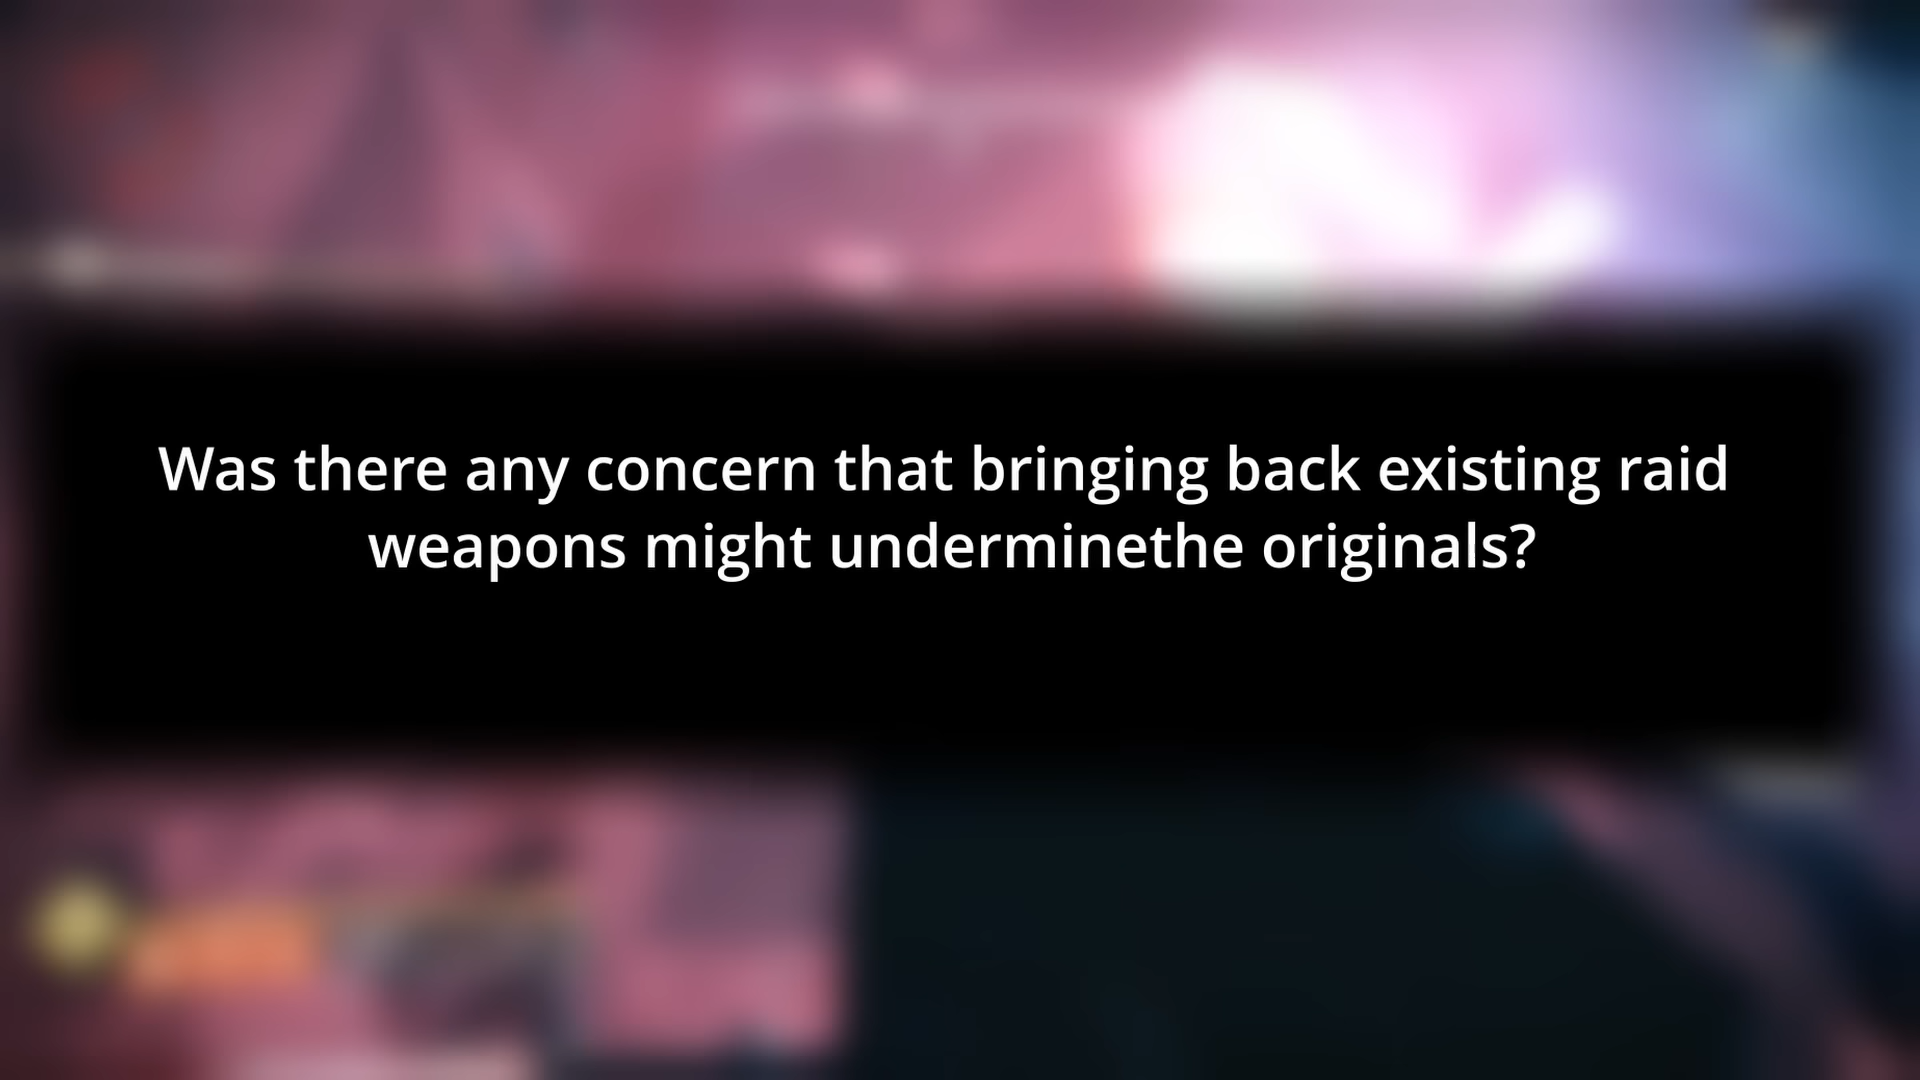 Was there any concern that bringing back existing raid
weapons might underminethe originals?